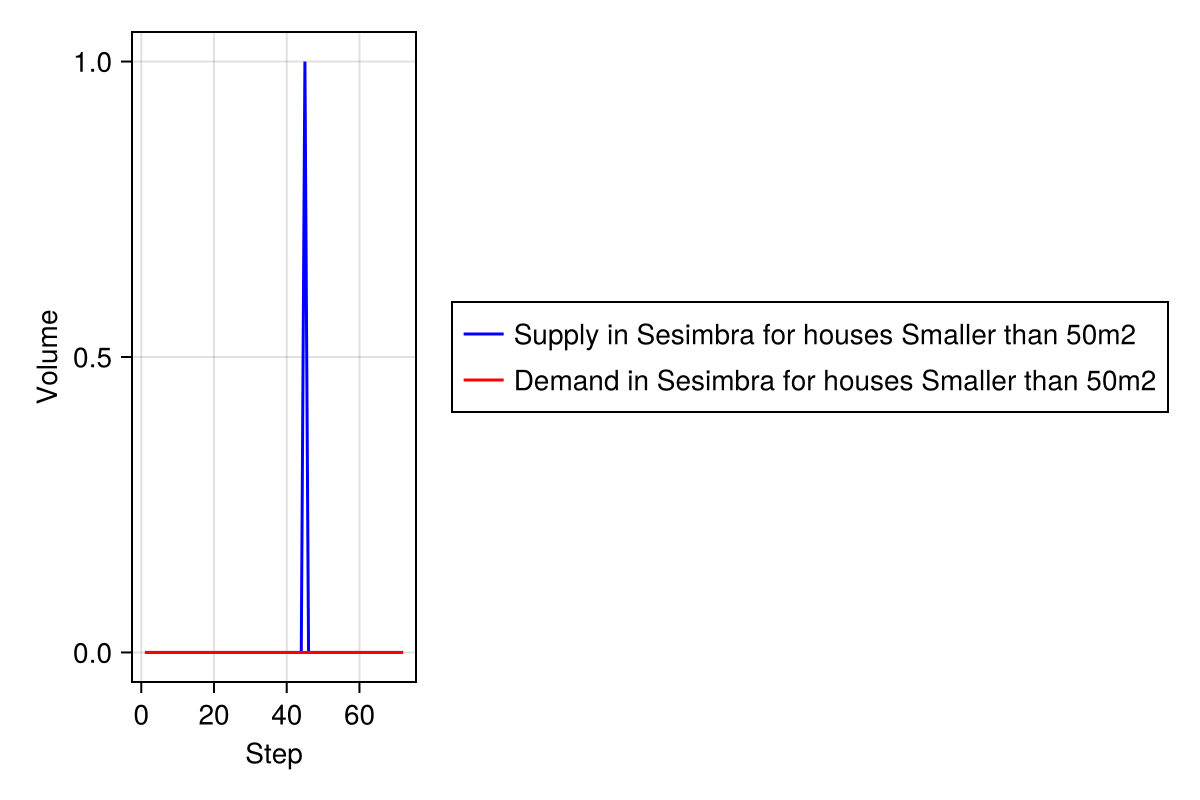 1.0
0.5
0.0
Volume
0 20 40 60
Step
Supply in Sesimbra for houses Smaller than 50m2
Demand in Sesimbra for houses Smaller than 50m2